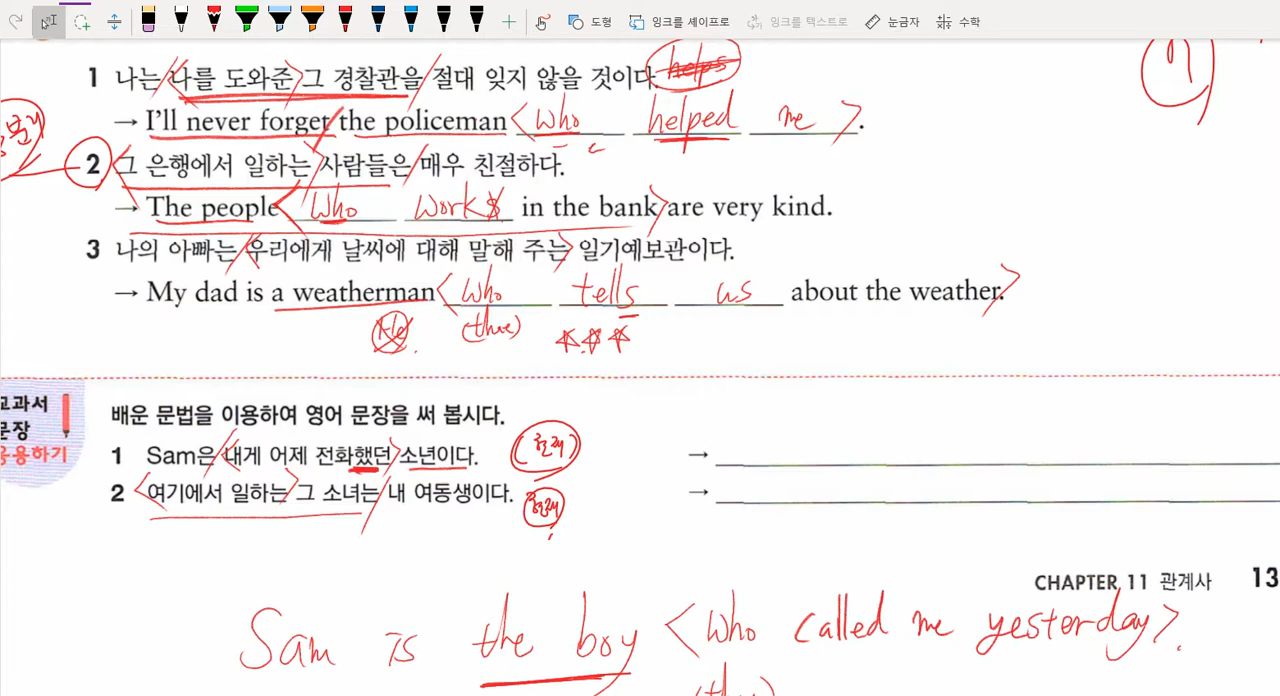 도형 잉크를 셰이프로 잉크를 텍스트로 눈금자 수학
1 나는 나를 도와준 그 경찰관을 절대 잊지 않을 것이다. helps
→ I'll never forget the policeman <who helped me>.
2 그 은행에서 일하는 사람들은 매우 친절하다.
→ The people <who works in the bank> are very kind.
3 나의 아빠는 우리에게 날씨에 대해 말해 주는 일기예보관이다.
→ My dad is a weatherman <who tells us about the weather.>
교과서
문장
응용하기
배운 문법을 이용하여 영어 문장을 써 봅시다.
1 Sam은 내게 어제 전화했던 소년이다. (현재) →
2 여기에서 일하는 그 소녀는 내 여동생이다. 현재 →
CHAPTER 11 관계사 13
Sam is the boy <who called me yesterday>.